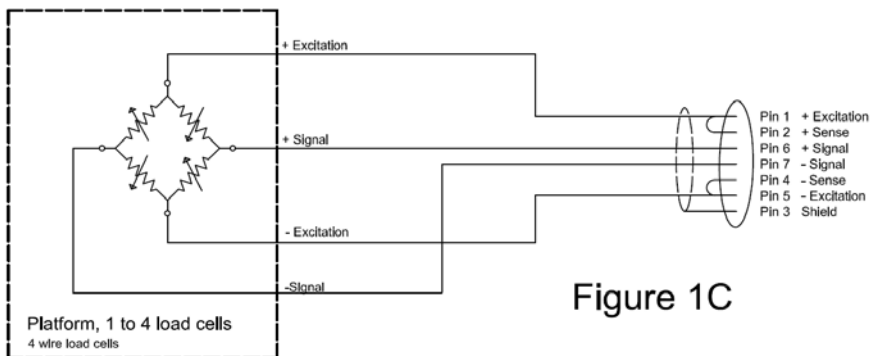 + Excitation
+ Signal
- Excitation
-Signal
Platform, 1 to 4 load cells
4 wire load cells
Pin 1 + Excitation
Pin 2 + Sense
Pin 6 + Signal
Pin 7 - Signal
Pin 4 - Sense
Pin 5 - Excitation
Pin 3 Shield
Figure 1C